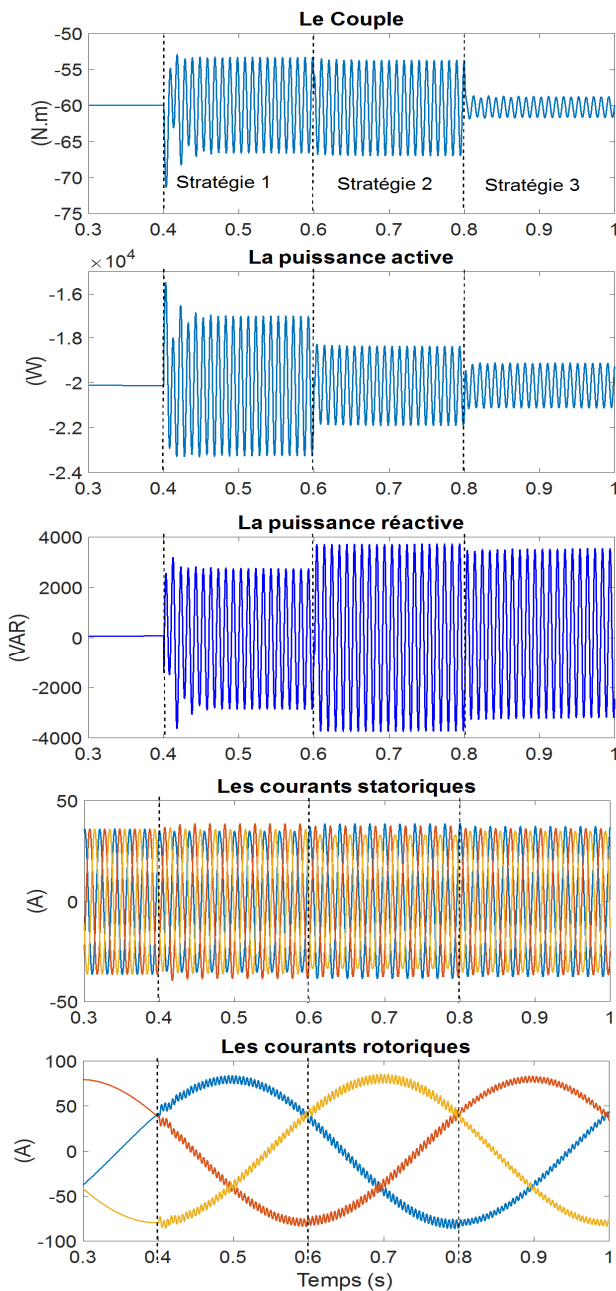 Le Couple
-50
-55
-60
-65
-70
-75
(N.m)
Stratégie 1
Stratégie 2
Stratégie 3
0.3 0.4 0.5 0.6 0.7 0.8 0.9 1
La puissance active
×10⁴
-1.6
-1.8
-2
-2.2
-2.4
(W)
0.3 0.4 0.5 0.6 0.7 0.8 0.9 1
La puissance réactive
4000
2000
0
-2000
-4000
(VAR)
0.3 0.4 0.5 0.6 0.7 0.8 0.9 1
Les courants statoriques
50
0
-50
(A)
0.3 0.4 0.5 0.6 0.7 0.8 0.9 1
Les courants rotoriques
100
50
0
-50
-100
(A)
0.3 0.4 0.5 0.6 0.7 0.8 0.9 1
Temps (s)